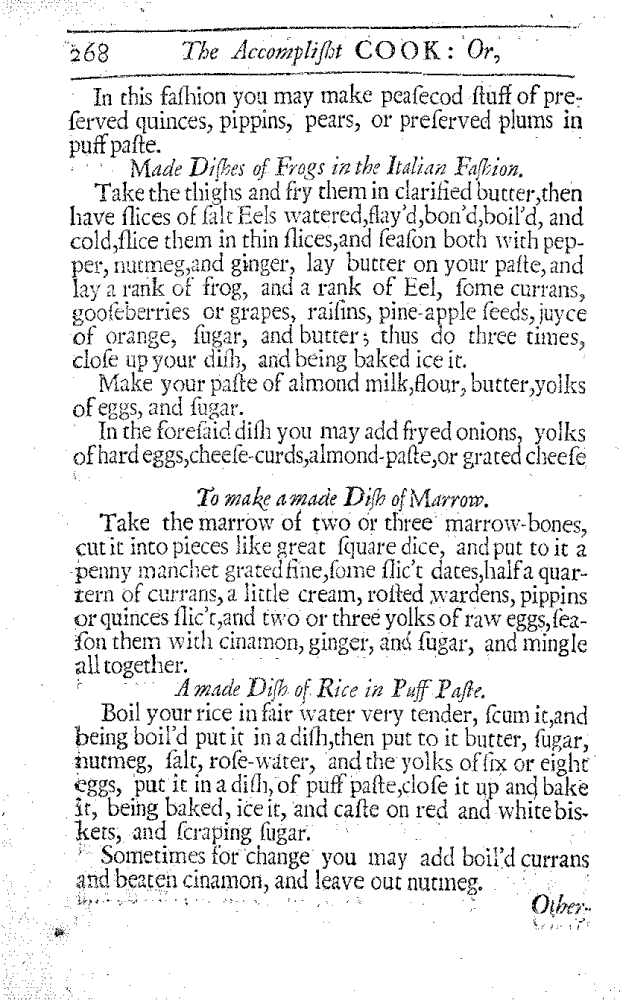 268 The Accompliſht COOK: Or,
In this faſhion you may make peaſecod ſtuff of pre-
ſerved quinces, pippins, pears, or preſerved plums in
puff paſte.
Made Diſhes of Frogs in the Italian Faſhion.
Take the thighs and fry them in clarified butter,then
have ſlices of ſalt Eels watered,flay'd,bon'd,boil'd, and
cold,ſlice them in thin ſlices,and ſeaſon both with pep-
per, nutmeg,and ginger, lay butter on your paſte,and
lay a rank of frog, and a rank of Eel, ſome currans,
gooſeberries or grapes, raiſins, pine-apple ſeeds,juyce
of orange, ſugar, and butter; thus do three times,
cloſe up your diſh, and being baked ice it.
Make your paſte of almond milk,flour, butter,yolks
of eggs, and ſugar.
In the foreſaid diſh you may add fryed onions, yolks
of hard eggs,cheeſe-curds,almond-paſte,or grated cheeſe
To make a made Diſh of Marrow.
Take the marrow of two or three marrow-bones,
cut it into pieces like great ſquare dice, and put to it a
penny manchet grated fine,ſome ſlic't dates,half a quar-
tern of currans, a little cream, roſted wardens, pippins
or quinces ſlic't,and two or three yolks of raw eggs,ſea-
ſon them with cinamon, ginger, and ſugar, and mingle
all together.
A made Diſh of Rice in Puff Paſte.
Boil your rice in fair water very tender, ſcum it,and
being boil'd put it in a diſh,then put to it butter, ſugar,
nutmeg, ſalt, roſe-water, and the yolks of ſix or eight
eggs, put it in a diſh, of puff paſte,cloſe it up and bake
it, being baked, ice it, and caſte on red and white bis-
kets, and ſcraping ſugar.
Sometimes for change you may add boil'd currans
and beaten cinamon, and leave out nutmeg.
Other-